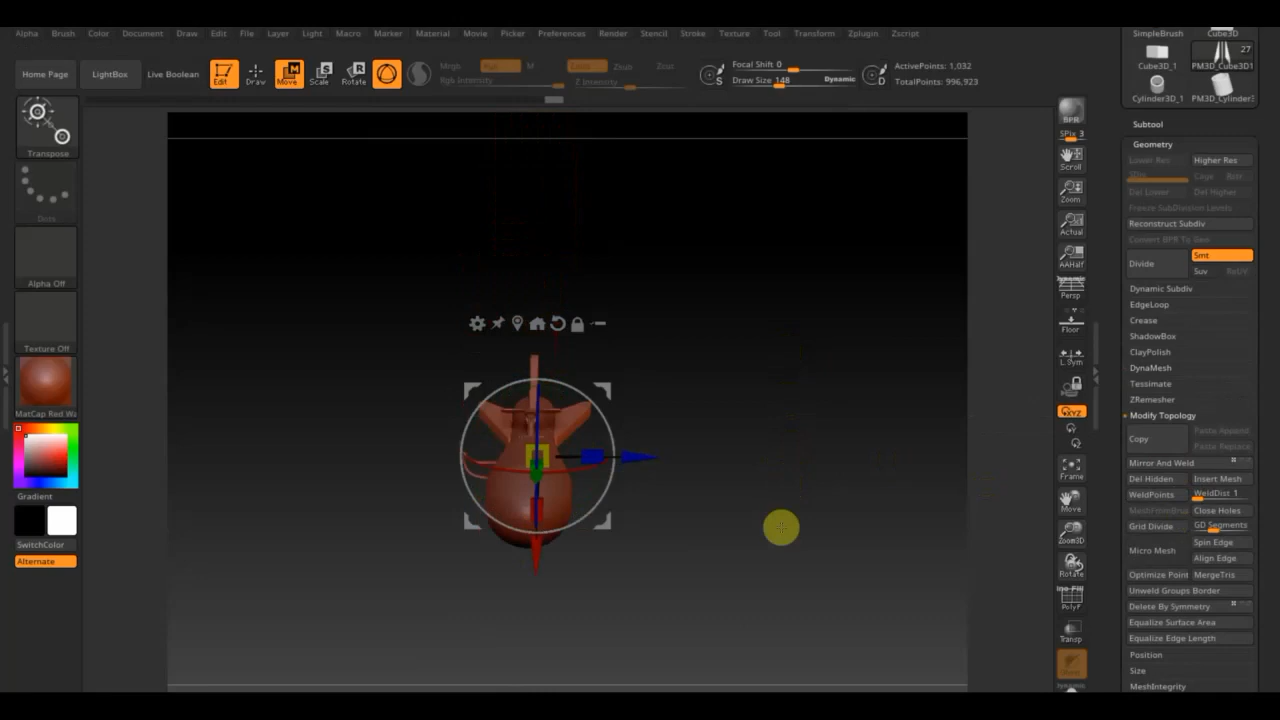 Alpha Brush Color Document Draw Edit File Layer Light Macro Marker Material Movie Picker Preferences Render Stencil Stroke Texture Tool Transform Zplugin Zscript
Home Page LightBox Live Boolean Edit Draw Move Scale Rotate
Mrgb M
Rgb Intensity
Zsub
Z Intensity
S
Focal Shift 0
Draw Size 148 Dynamic
D
ActivePoints: 1,032
TotalPoints: 996,923
Transpose
Dots
Alpha Off
Texture Off
MatCap Red Wa
Gradient
SwitchColor
Alternate
BPR
SPix 3
Scroll
Zoom
Actual
AAHalf
Dynamic
Persp
Floor
L.Sym
XYZ
Frame
Move
Zoom3D
Rotate
PolyF
Transp
Dynamic
SimpleBrush Cube3D
27
Cube3D_1 PM3D_Cube3D1
Cylinder3D_1 PM3D_Cylinder3
Subtool
Geometry
Lower Res Higher Res
Cage Rstr
Del Lower Del Higher
Freeze SubDivision Levels
Reconstruct Subdiv
Convert BPR To Geo
Divide Smt
Suv ReUV
Dynamic Subdiv
EdgeLoop
Crease
ShadowBox
ClayPolish
DynaMesh
Tessimate
ZRemesher
Modify Topology
Copy Paste Append
Paste Replace
Mirror And Weld
Del Hidden Insert Mesh
WeldPoints WeldDist 1
Close Holes
Grid Divide GD Segments
Micro Mesh Spin Edge
Align Edge
Optimize Point MergeTris
Unweld Groups Border
Delete By Symmetry
Equalize Surface Area
Equalize Edge Length
Position
Size
MeshIntegrity